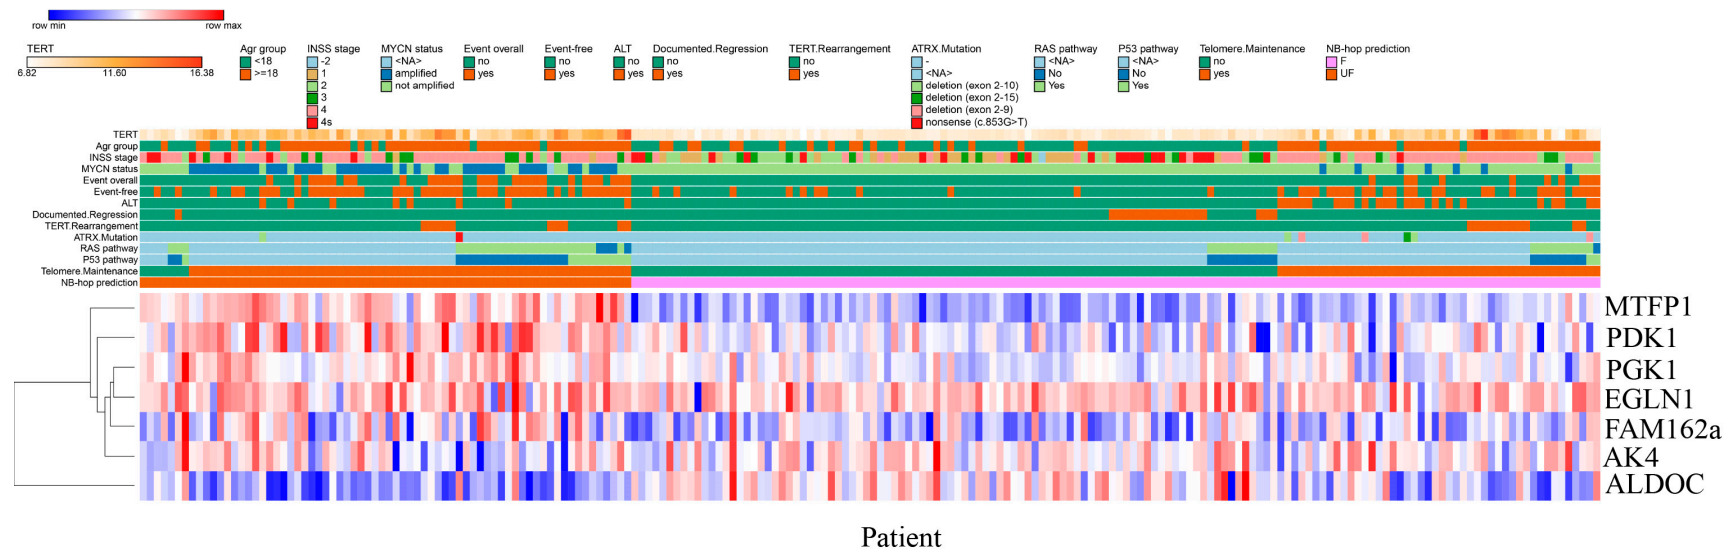 row min row max
TERT Agr group INSS stage MYCN status Event overall Event-free ALT Documented.Regression TERT.Rearrangement ATRX.Mutation RAS pathway P53 pathway Telomere.Maintenance NB-hop prediction
6.82 11.60 16.38
<18 -2 <NA> no no no no no - <NA> <NA> no F
>=18 1 amplified yes yes yes yes yes <NA> No No yes UF
2 not amplified deletion (exon 2-10) Yes Yes
3 deletion (exon 2-15)
4 deletion (exon 2-9)
4s nonsense (c.853G>T)
TERT
Agr group
INSS stage
MYCN status
Event overall
Event-free
ALT
Documented.Regression
TERT.Rearrangement
ATRX.Mutation
RAS pathway
P53 pathway
Telomere.Maintenance
NB-hop prediction
MTFP1
PDK1
PGK1
EGLN1
FAM162a
AK4
ALDOC
Patient